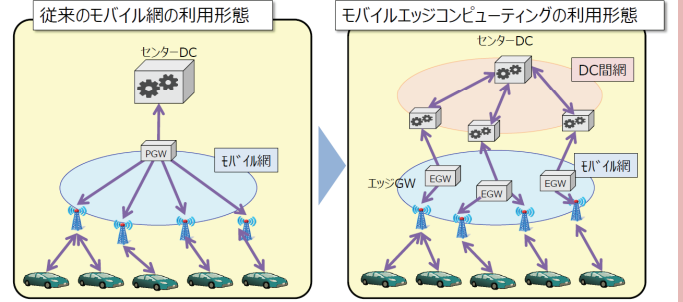 従来のモバイル網の利用形態
センターDC
PGW
モバイル網
モバイルエッジコンピューティングの利用形態
センターDC
DC間網
モバイル網
エッジGW
EGW
EGW
EGW